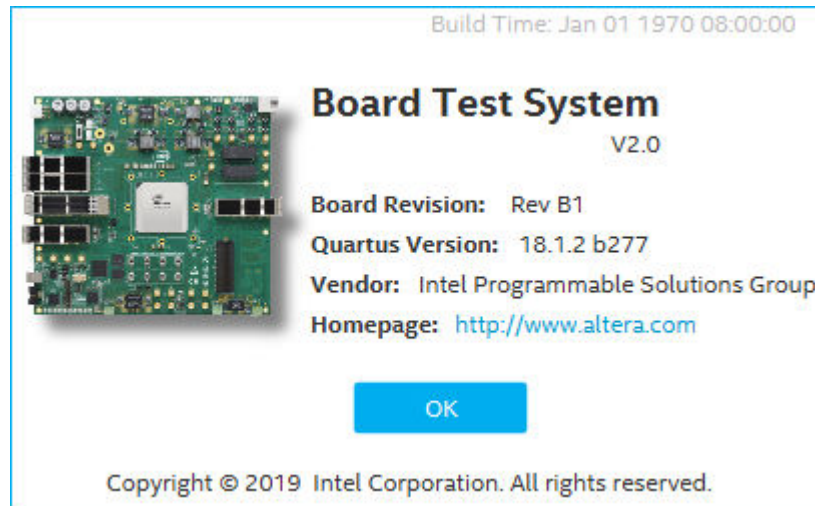 Build Time: Jan 01 1970 08:00:00
Board Test System
V2.0
Board Revision: Rev B1
Quartus Version: 18.1.2 b277
Vendor: Intel Programmable Solutions Group
Homepage: http://www.altera.com
OK
Copyright © 2019 Intel Corporation. All rights reserved.